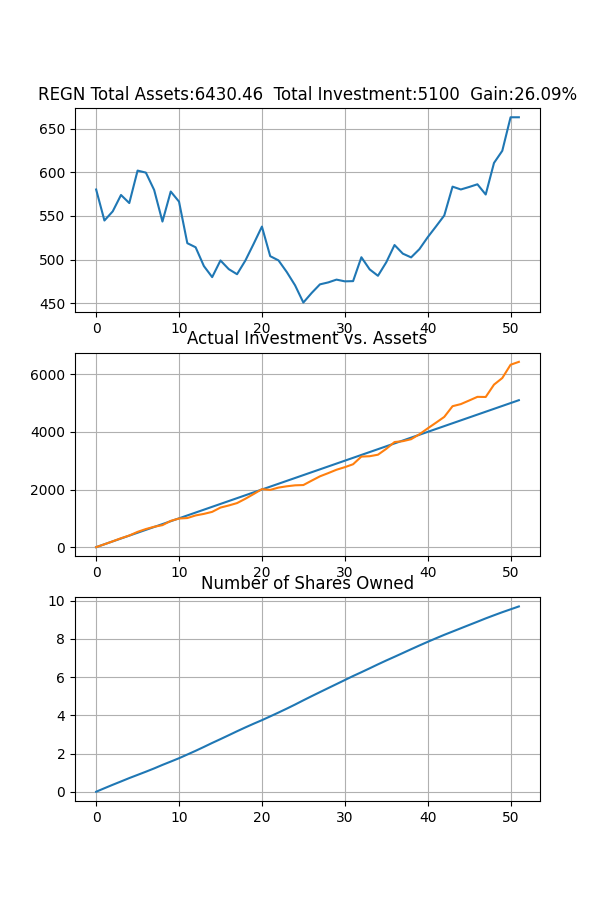 REGN Total Assets:6430.46  Total Investment:5100  Gain:26.09%
650
600
550
500
450
0 10 20 30 40 50
Actual Investment vs. Assets
6000
4000
2000
0
0 10 20 30 40 50
Number of Shares Owned
10
8
6
4
2
0
0 10 20 30 40 50